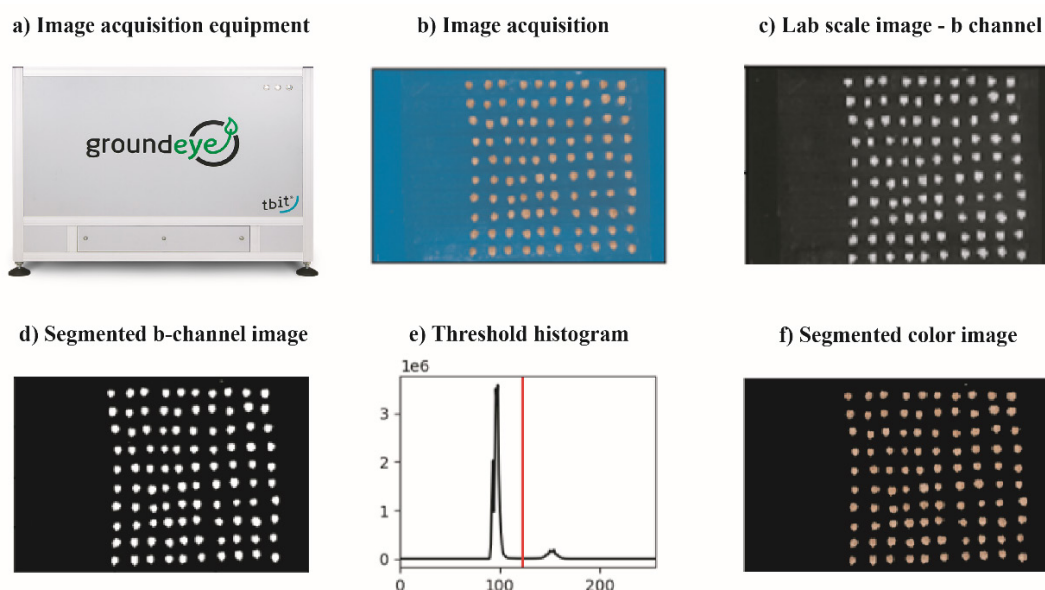 a) Image acquisition equipment
b) Image acquisition
c) Lab scale image - b channel
groundeye
tbit
d) Segmented b-channel image
e) Threshold histogram
f) Segmented color image
1e6
3
2
1
0
0
100
200